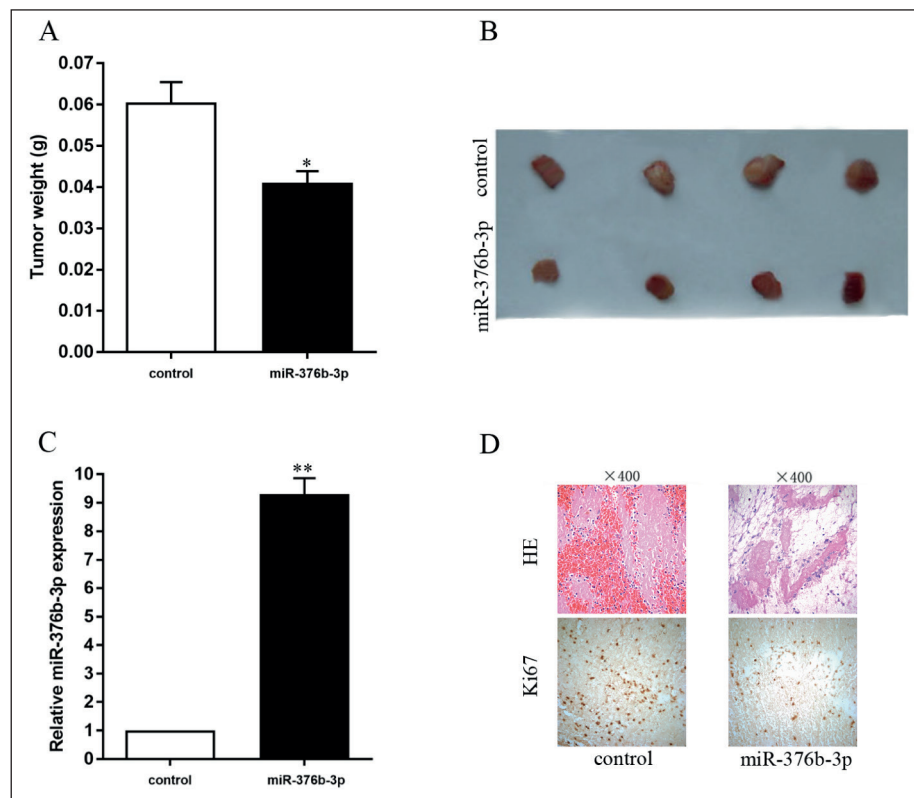 A
Tumor weight (g)
0.07
0.06
0.05
0.04
0.03
0.02
0.01
0.00
*
control
miR-376b-3p
B
control
miR-376b-3p
C
Relative miR-376b-3p expression
10
9
8
7
6
5
4
3
2
1
0
**
control
miR-376b-3p
D
×400
×400
HE
Ki67
control
miR-376b-3p